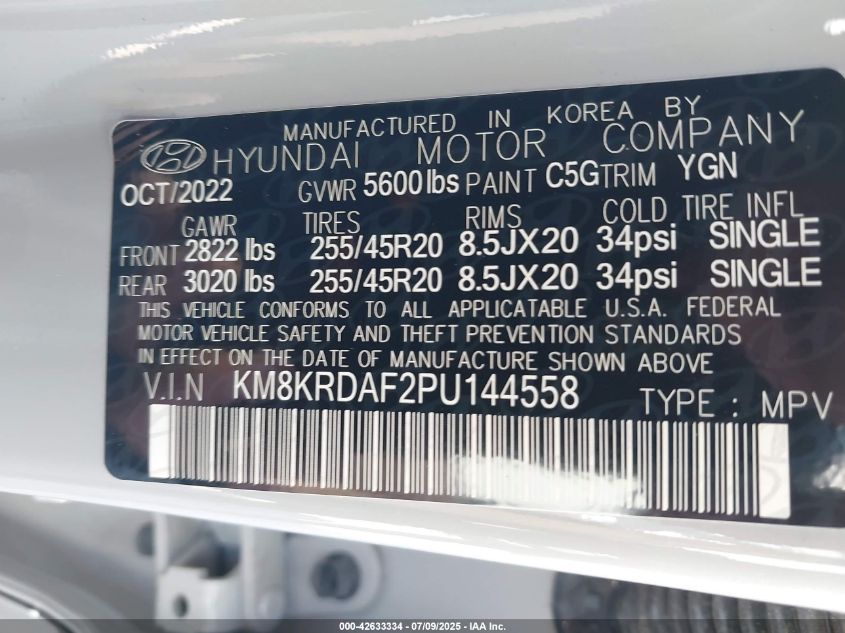 MANUFACTURED IN KOREA BY
HYUNDAI MOTOR COMPANY
OCT/2022 GVWR 5600lbs PAINT C5G TRIM YGN
GAWR TIRES RIMS COLD TIRE INFL
FRONT 2822 lbs 255/45R20 8.5JX20 34psi SINGLE
REAR 3020 lbs 255/45R20 8.5JX20 34psi SINGLE
THIS VEHICLE CONFORMS TO ALL APPLICATABLE U.S.A. FEDERAL
MOTOR VEHICLE SAFETY AND THEFT PREVENTION STANDARDS
IN EFFECT ON THE DATE OF MANUFACTURE SHOWN ABOVE
V.I.N KM8KRDAF2PU144558 TYPE : MPV
000-42633334 / 07/09/2025 - IAA Inc.